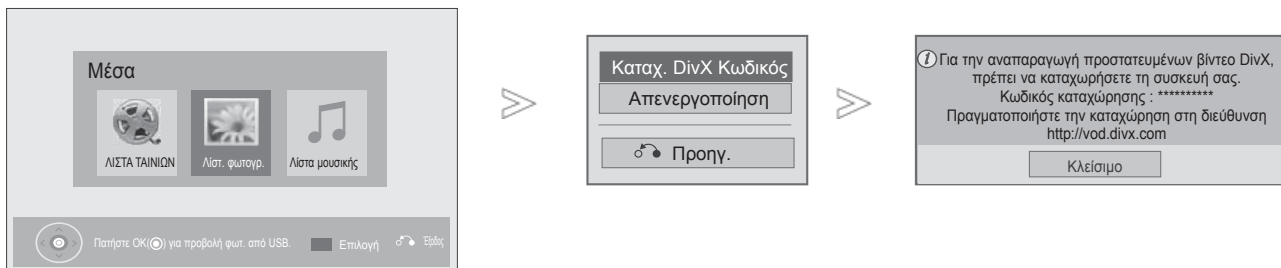 Μέσα
ΛΙΣΤΑ ΤΑΙΝΙΩΝ Λίστ. φωτογρ. Λίστα μουσικής
Πατήστε OK(◉) για προβολή φωτ. από USB. Επιλογή Έξοδος
Καταχ. DivX Κωδικός
Απενεργοποίηση
Προηγ.
Για την αναπαραγωγή προστατευμένων βίντεο DivX,
πρέπει να καταχωρήσετε τη συσκευή σας.
Κωδικός καταχώρησης : **********
Πραγματοποιήστε την καταχώρηση στη διεύθυνση
http://vod.divx.com
Κλείσιμο